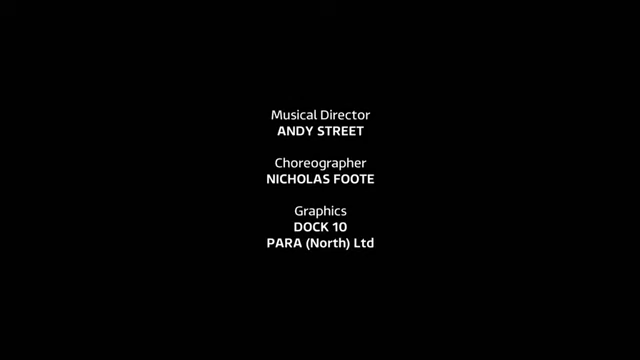 Musical Director
ANDY STREET
Choreographer
NICHOLAS FOOTE
Graphics
DOCK 10
PARA (North) Ltd